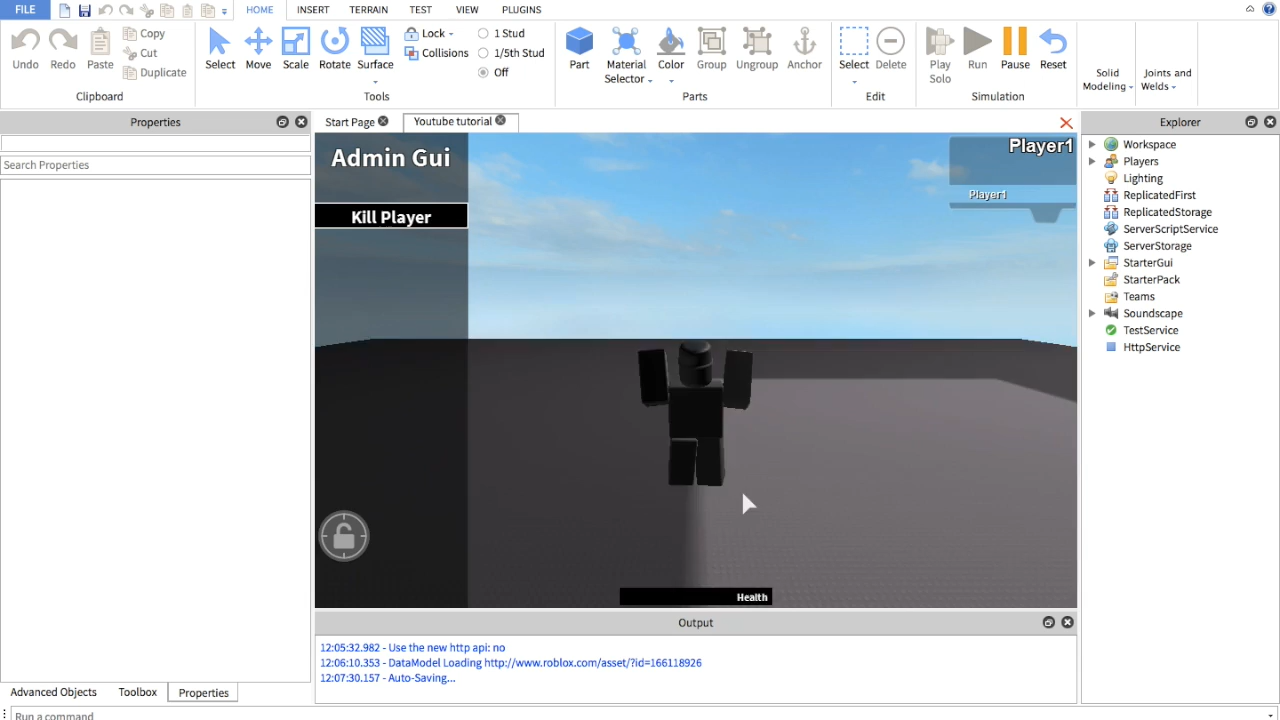 FILE HOME INSERT TERRAIN TEST VIEW PLUGINS
Undo Redo Paste
Copy
Cut
Duplicate
Clipboard
Select Move Scale Rotate Surface
Lock
Collisions
1 Stud
1/5th Stud
Off
Tools
Part Material Selector Color Group Ungroup Anchor
Parts
Select Delete
Edit
Play Solo Run Pause Reset
Simulation
Solid Modeling
Joints and Welds
Properties
Search Properties
Advanced Objects Toolbox Properties
Start Page Youtube tutorial
Admin Gui
Kill Player
Player1
Player1
Health
Output
12:05:32.982 - Use the new http api: no
12:06:10.353 - DataModel Loading http://www.roblox.com/asset/?id=166118926
12:07:30.157 - Auto-Saving...
Explorer
Workspace
Players
Lighting
ReplicatedFirst
ReplicatedStorage
ServerScriptService
ServerStorage
StarterGui
StarterPack
Teams
Soundscape
TestService
HttpService
Run a command